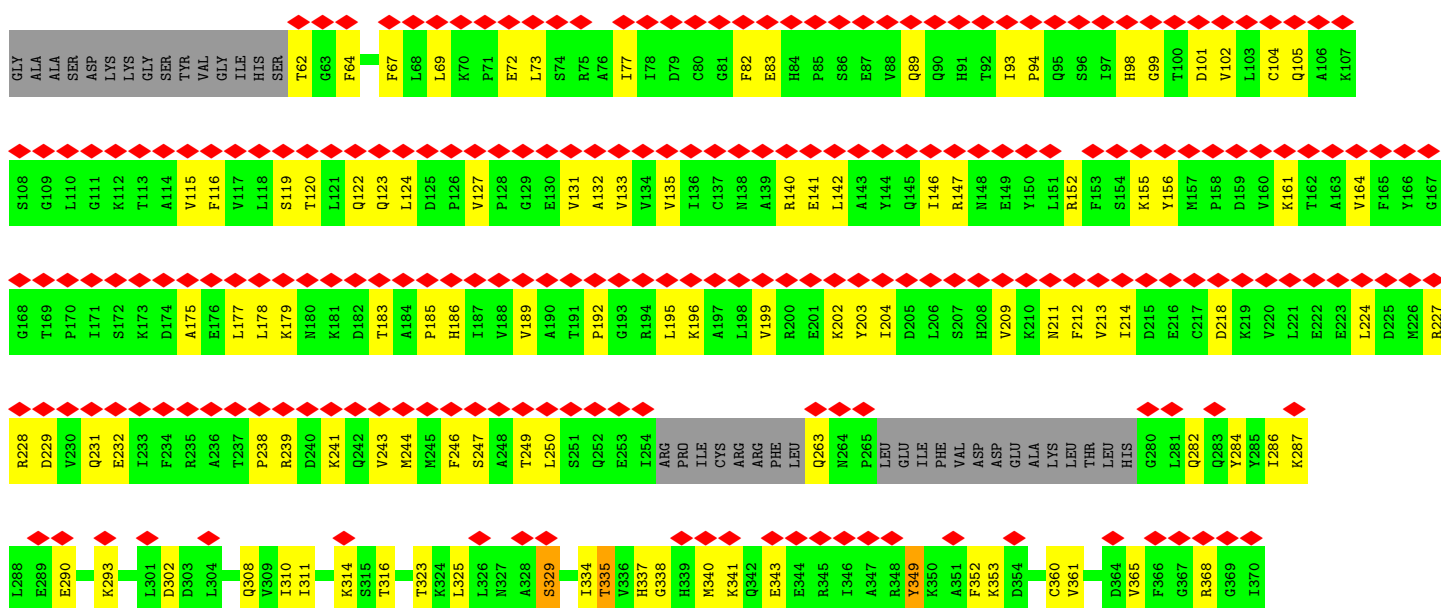 GLY ALA ALA SER ASP LYS LYS GLY SER TYR VAL GLY ILE HIS SER T62 G63 F64 F67 L68 L69 K70 P71 E72 L73 S74 R75 A76 I77 I78 D79 C80 G81 F82 E83 H84 P85 S86 E87 V88 Q89 Q90 H91 T92 I93 P94 Q95 S96 I97 H98 G99 T100 D101 V102 L103 C104 Q105 A106 K107
S108 G109 L110 G111 K112 T113 A114 V115 F116 V117 L118 S119 T120 L121 Q122 Q123 L124 D125 P126 V127 P128 G129 E130 V131 A132 V133 V134 V135 I136 C137 N138 A139 R140 E141 L142 A143 Y144 Q145 I146 R147 N148 E149 Y150 L151 R152 F153 S154 K155 Y156 M157 P158 D159 V160 K161 T162 A163 V164 F165 Y166 G167
G168 T169 P170 I171 S172 K173 D174 A175 E176 L177 L178 K179 N180 K181 D182 T183 A184 P185 H186 I187 V188 V189 A190 T191 P192 G193 R194 L195 K196 A197 L198 V199 R200 E201 K202 Y203 I204 D205 L206 S207 H208 V209 K210 N211 F212 V213 I214 D215 E216 C217 D218 K219 V220 L221 E222 E223 L224 D225 M226 R227
R228 D229 V230 Q231 E232 I233 F234 R235 A236 T237 P238 R239 D240 K241 Q242 V243 M244 M245 F246 S247 A248 T249 L250 S251 Q252 E253 I254 ARG PRO ILE CYS ARG ARG PHE LEU Q263 N264 P265 LEU GLU ILE PHE VAL ASP ASP GLU ALA LYS LEU THR LEU HIS G280 L281 Q282 Q283 Y284 Y285 I286 K287
L288 E289 E290 K293 L301 D302 D303 L304 Q308 V309 I310 I311 K314 S315 T316 T323 K324 L325 L326 N327 A328 S329 I334 T335 V336 H337 G338 H339 M340 K341 Q342 E343 E344 R345 I346 A347 R348 Y349 K350 A351 F352 K353 D354 C360 V361 D364 V365 F366 G367 R368 G369 I370